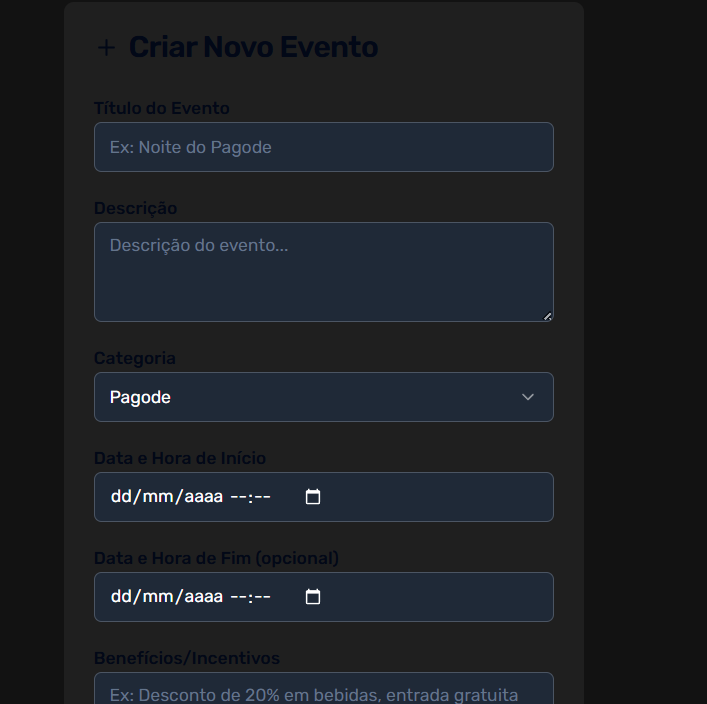 + Criar Novo Evento
Título do Evento
Ex: Noite do Pagode
Descrição
Descrição do evento...
Categoria
Pagode
Data e Hora de Início
dd/mm/aaaa --:--
Data e Hora de Fim (opcional)
dd/mm/aaaa --:--
Benefícios/Incentivos
Ex: Desconto de 20% em bebidas, entrada gratuita